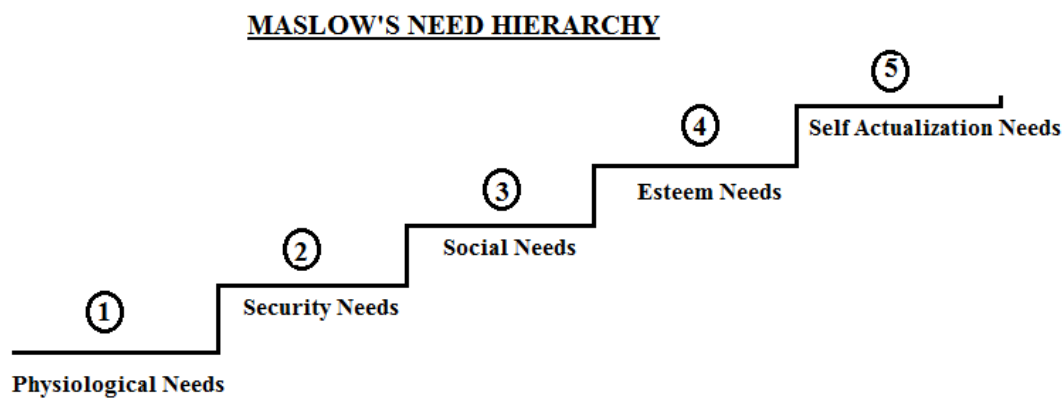 MASLOW'S NEED HIERARCHY
5
Self Actualization Needs
4
Esteem Needs
3
Social Needs
2
Security Needs
1
Physiological Needs